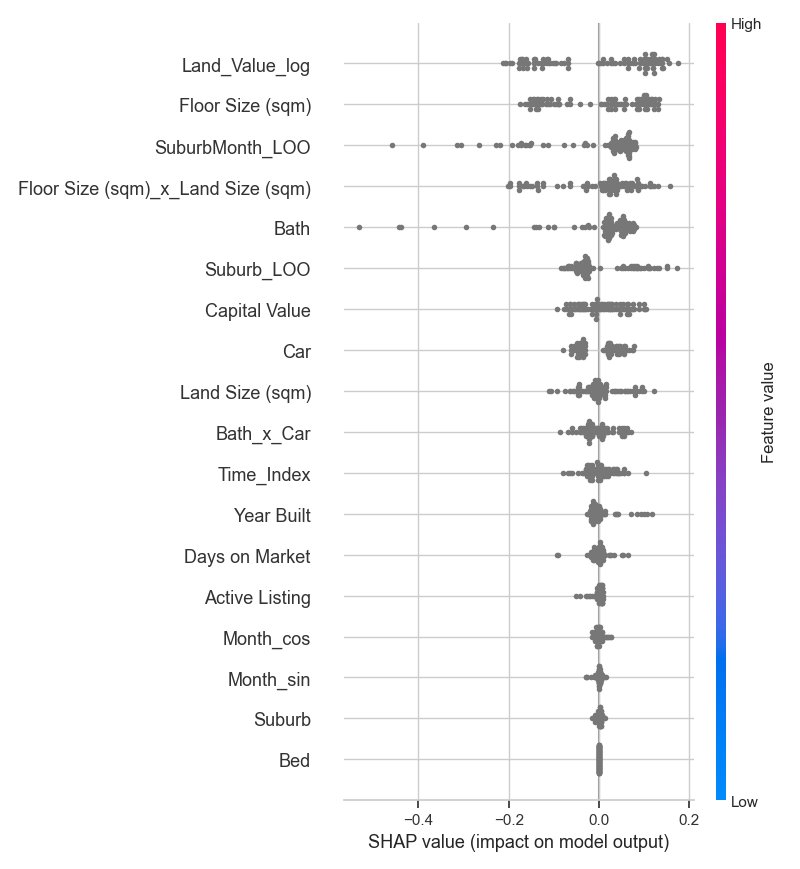 High
Land_Value_log
Floor Size (sqm)
SuburbMonth_LOO
Floor Size (sqm)_x_Land Size (sqm)
Bath
Suburb_LOO
Capital Value
Car
Land Size (sqm)
Bath_x_Car
Time_Index
Year Built
Days on Market
Active Listing
Month_cos
Month_sin
Suburb
Bed
Feature value
Low
−0.4 −0.2 0.0 0.2
SHAP value (impact on model output)